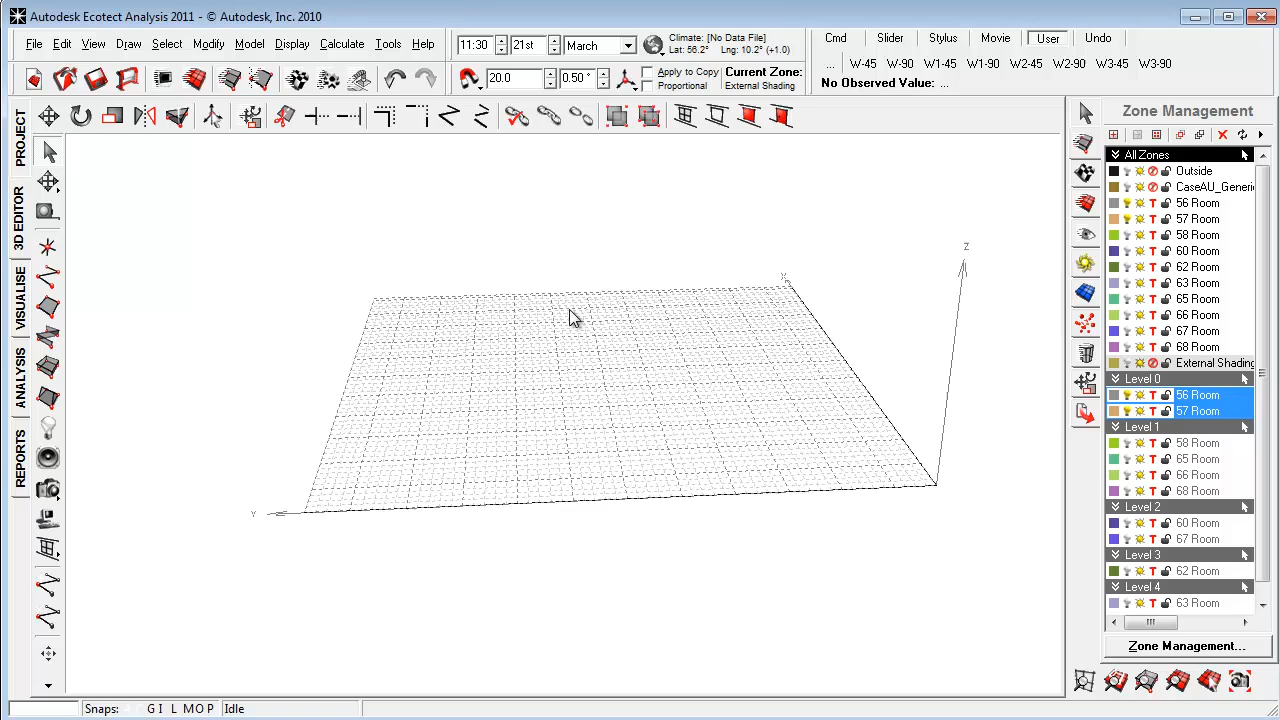 Autodesk Ecotect Analysis 2011 - © Autodesk, Inc. 2010
File Edit View Draw Select Modify Model Display Calculate Tools Help
11:30 21st March
Climate: [No Data File]
Lat: 56.2° Lng: 10.2° (+1.0)
Cmd Slider Stylus Movie User Undo
... W-45 W-90 W1-45 W1-90 W2-45 W2-90 W3-45 W3-90
No Observed Value: ...
20.0 0.50 °
Apply to Copy
Proportional
Current Zone:
External Shading
PROJECT
3D EDITOR
VISUALISE
ANALYSIS
REPORTS
Z
X
Y
Zone Management
All Zones
Outside
CaseAU_Generi
56 Room
57 Room
58 Room
60 Room
62 Room
63 Room
65 Room
66 Room
67 Room
68 Room
External Shading
Level 0
56 Room
57 Room
Level 1
58 Room
65 Room
66 Room
68 Room
Level 2
60 Room
67 Room
Level 3
62 Room
Level 4
63 Room
Zone Management...
Snaps: G I L M O P Idle